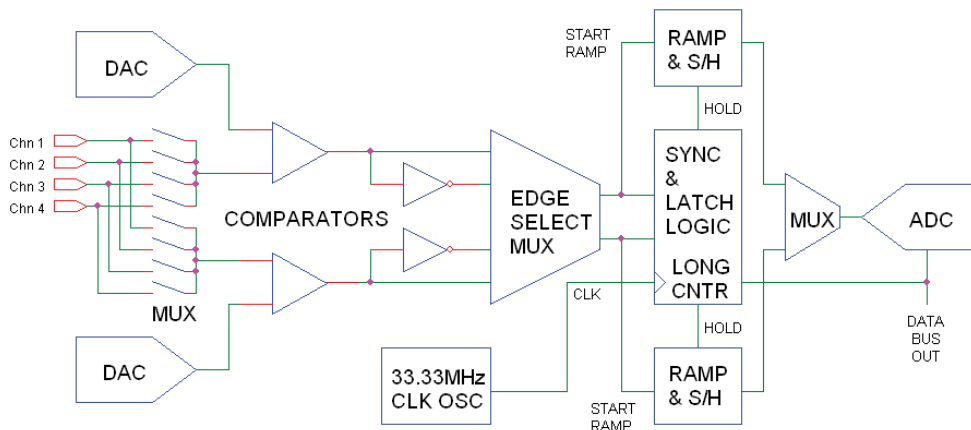 DAC
Chn 1
Chn 2
Chn 3
Chn 4
MUX
DAC
COMPARATORS
33.33MHz
CLK OSC
EDGE
SELECT
MUX
CLK
START
RAMP
RAMP
& S/H
HOLD
SYNC
&
LATCH
LOGIC
LONG
CNTR
HOLD
RAMP
& S/H
START
RAMP
MUX
ADC
DATA
BUS
OUT